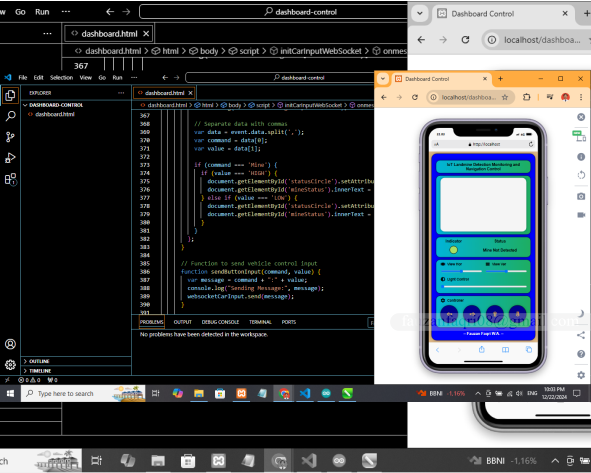 Go Run ··· ← → dashboard-control
dashboard.html
dashboard.html > html > body > script > initCarInputWebSocket > onmes
367
Dashboard Control
localhost/dashboa...
File Edit Selection View Go Run ··· dashboard-control
EXPLORER
DASHBOARD-CONTROL
dashboard.html
OUTLINE
TIMELINE
dashboard.html
dashboard.html > html > body > script > initCarInputWebSocket > onmes
367
368 // Separate data with commas
369 var data = event.data.split(',');
370 var command = data[0];
371 var value = data[1];
372
373 if (command === 'Mine') {
374 if (value === 'HIGH') {
375 document.getElementById('statusCircle').setAttrib
376 document.getElementById('mineStatus').innerText =
377 } else if (value === 'LOW') {
378 document.getElementById('statusCircle').setAttrib
379 document.getElementById('mineStatus').innerText =
380 }
381 }
382 };
383 }
384
385 // Function to send vehicle control input
386 function sendButtonInput(command, value) {
387 var message = command + ":" + value;
388 console.log("Sending Message:", message);
389 websocketCarInput.send(message);
390 }
391
PROBLEMS OUTPUT DEBUG CONSOLE TERMINAL PORTS
No problems have been detected in the workspace.
0 0 0
Dashboard Control
localhost/dashboa...
http://localhost
IoT Landmine Detection Monitoring and
Navigation Control
Indicator Status
Mine Not Detected
Light Control
Controller
~ Fauzan Fiqri WA ~
Type here to search
BBNI -1.16% ENG 10:03 PM
12/22/2024
ch BBNI -1,16%